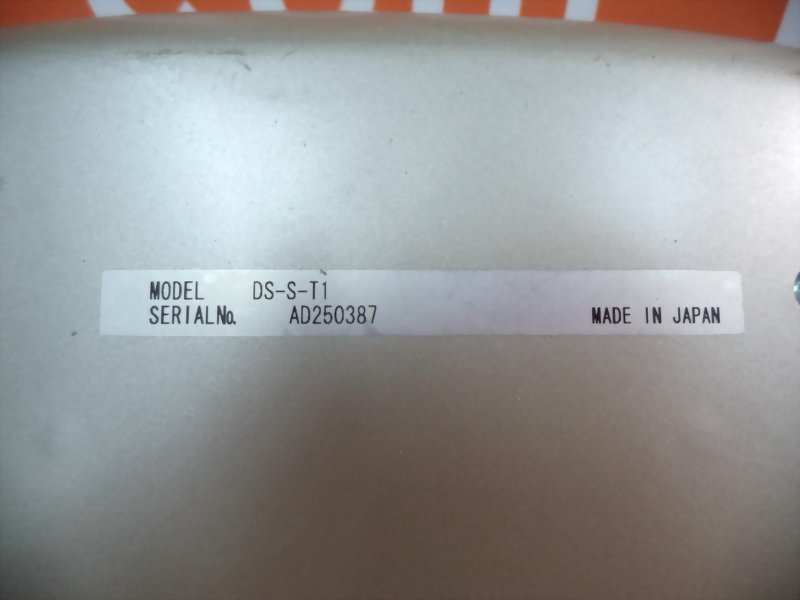 MODEL DS-S-T1
SERIALNo. AD250387
MADE IN JAPAN